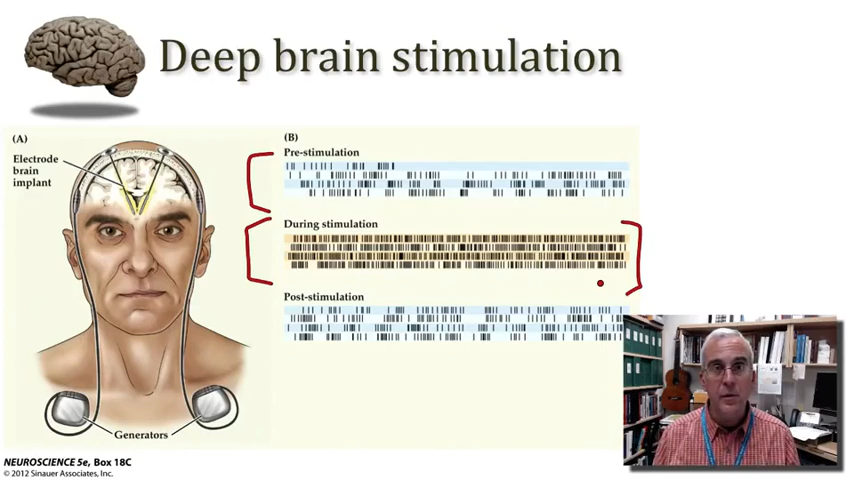 Deep brain stimulation
(A)
Electrode
brain
implant
Generators
(B)
Pre-stimulation
During stimulation
Post-stimulation
NEUROSCIENCE 5e, Box 18C
© 2012 Sinauer Associates, Inc.